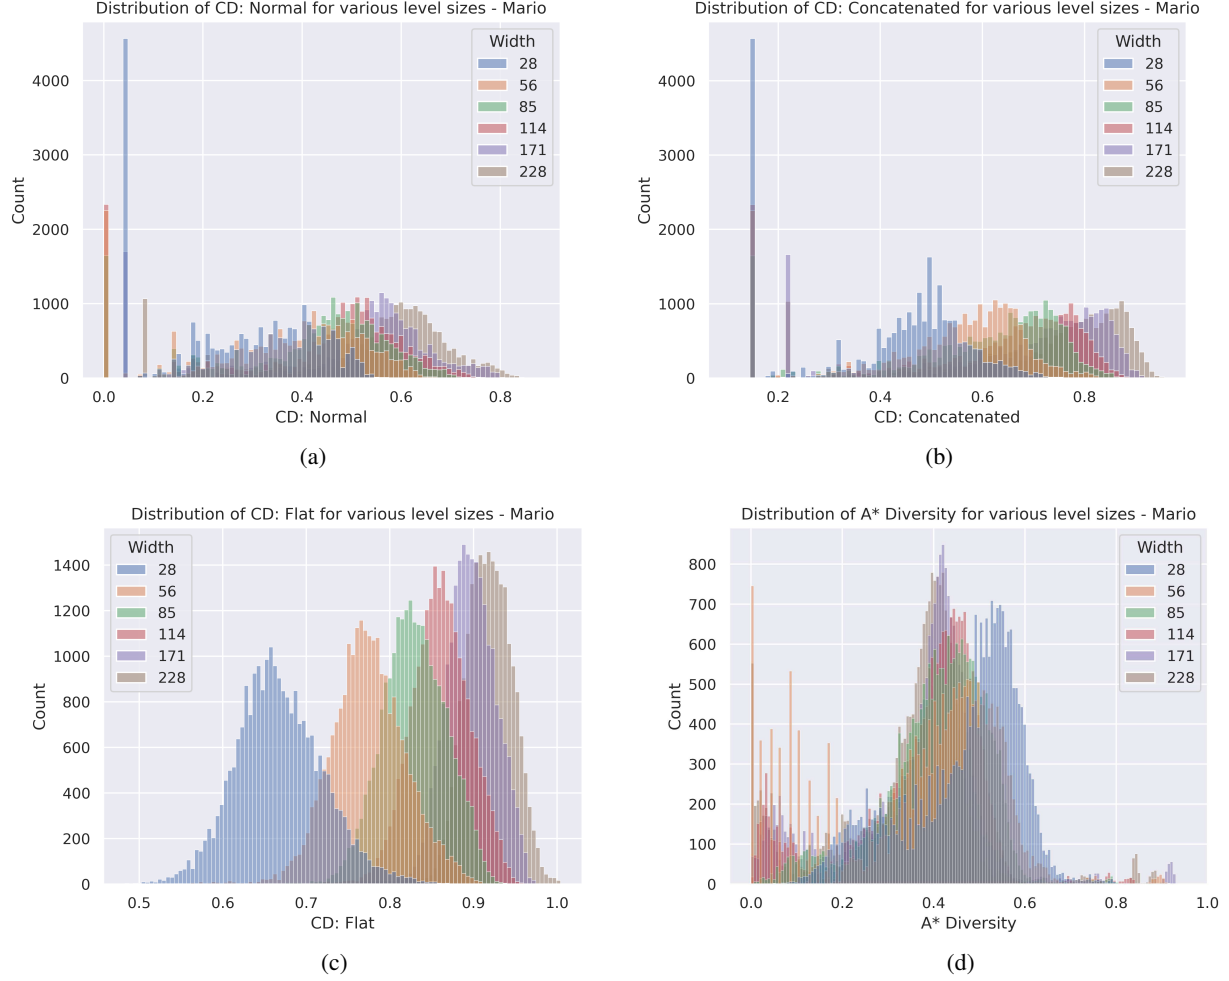 Distribution of CD: Normal for various level sizes - Mario
Width
28
56
85
114
171
228
4000
3000
2000
1000
0
Count
0.0 0.2 0.4 0.6 0.8
CD: Normal
(a)
Distribution of CD: Concatenated for various level sizes - Mario
Width
28
56
85
114
171
228
4000
3000
2000
1000
0
Count
0.2 0.4 0.6 0.8
CD: Concatenated
(b)
Distribution of CD: Flat for various level sizes - Mario
Width
28
56
85
114
171
228
1400
1200
1000
800
600
400
200
0
Count
0.5 0.6 0.7 0.8 0.9 1.0
CD: Flat
(c)
Distribution of A* Diversity for various level sizes - Mario
Width
28
56
85
114
171
228
800
700
600
500
400
300
200
100
0
Count
0.0 0.2 0.4 0.6 0.8 1.0
A* Diversity
(d)